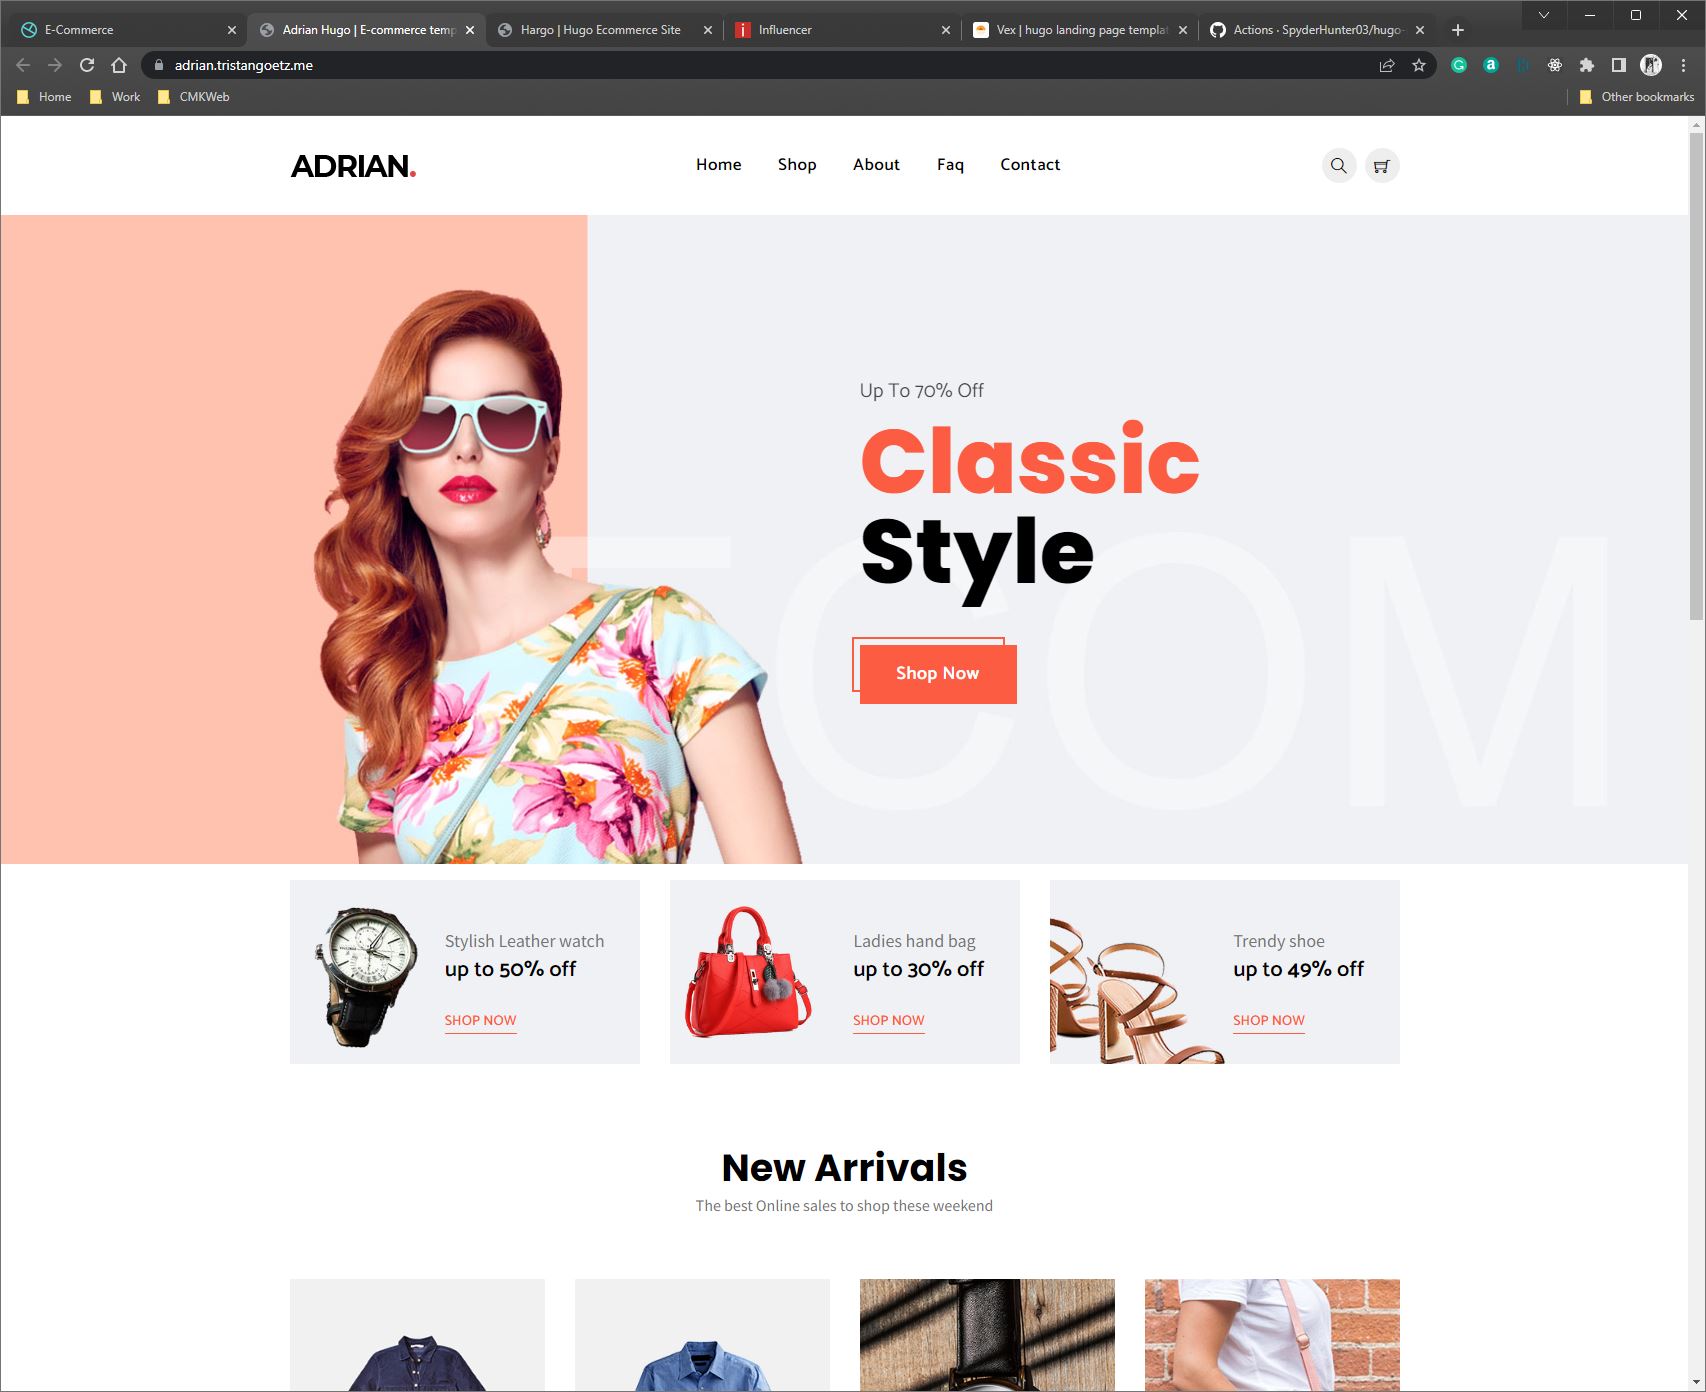 E-Commerce
Adrian Hugo | E-commerce temp
Hargo | Hugo Ecommerce Site
Influencer
Vex | hugo landing page templat
Actions · SpyderHunter03/hugo-
adrian.tristangoetz.me
Home
Work
CMKWeb
Other bookmarks
ADRIAN.
Home
Shop
About
Faq
Contact
Up To 70% Off
Classic
Style
Shop Now
COM
Stylish Leather watch
up to 50% off
SHOP NOW
Ladies hand bag
up to 30% off
SHOP NOW
Trendy shoe
up to 49% off
SHOP NOW
New Arrivals
The best Online sales to shop these weekend